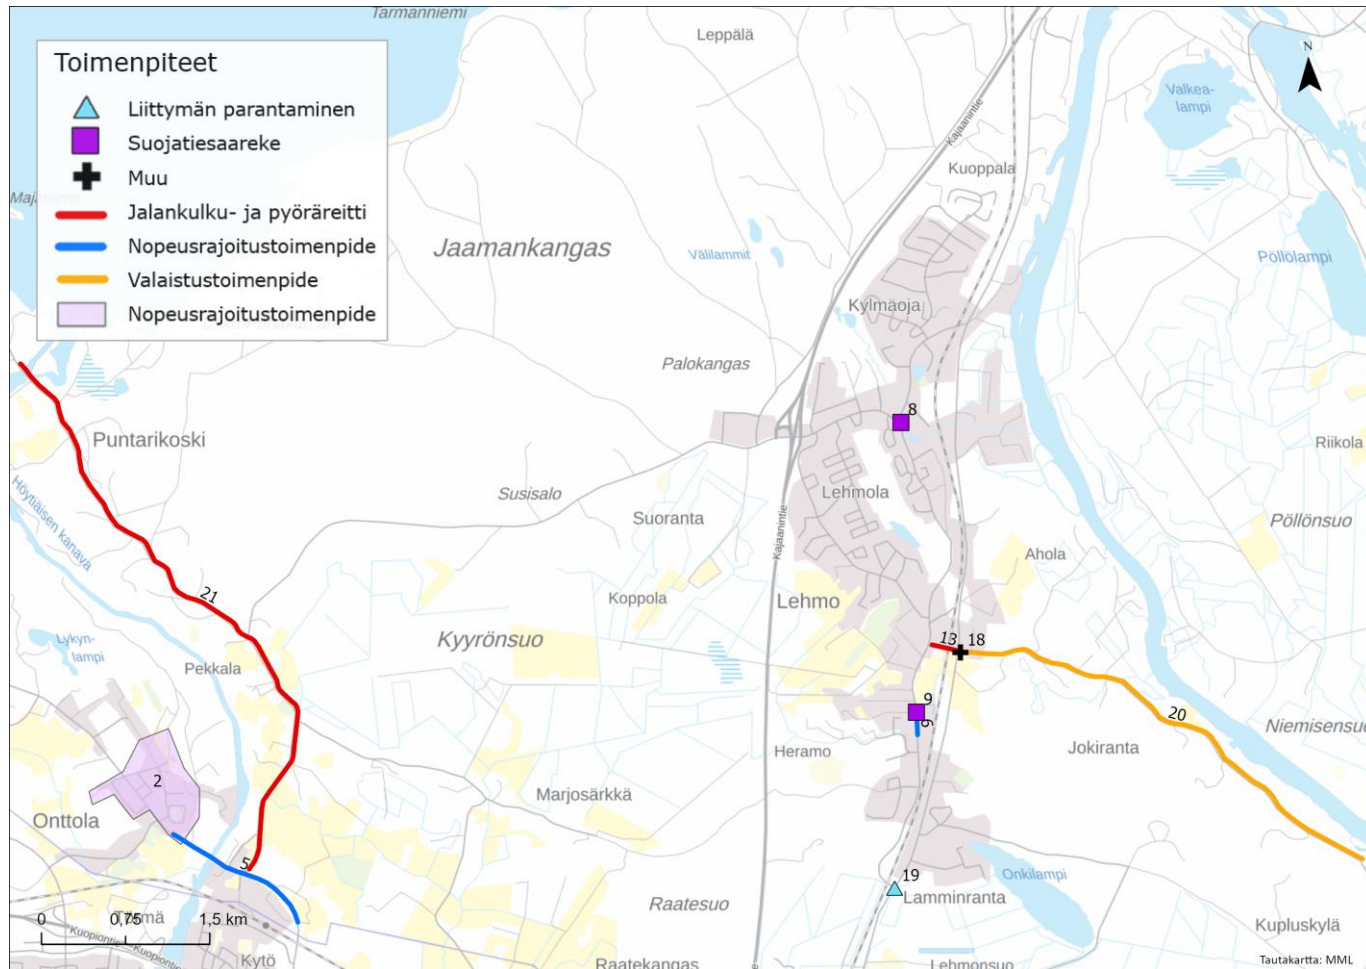 Tarmanniemi
Leppälä
N
Toimenpiteet
Liittymän parantaminen
Suojatiesaareke
Muu
Jalankulku- ja pyöräreitti
Nopeusrajoitustoimenpide
Valaistustoimenpide
Nopeusrajoitustoimenpide
Valkea-
lampi
Kajaanintie
Kuoppala
Jaamankangas
Välilammit
Pöllölampi
Kylmäoja
Palokangas
8
Puntarikoski
Riikola
Susisalo
Lehmola
Suoranta
Höytiäisen kanava
Kajaanintie
Pöllönsuo
Ahola
21
Koppola
Lehmo
Lykyn-
lampi
Kyyrönsuo
13
18
Pekkala
9
9
20
Niemisensuo
Heramo
Jokiranta
2
Marjosärkkä
Onttola
5
19
Onkilampi
Lamminranta
Raatesuo
0
0,75
1,5 km
Kupluskylä
Kuopiontie
Kuopiontie
Kytö
Raatekangas
Lehmonsuo
Tautakartta: MML